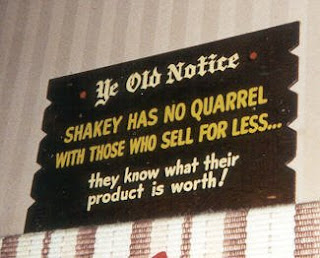 Ye Old Notice
SHAKEY HAS NO QUARREL
WITH THOSE WHO SELL FOR LESS...
they know what their
product is worth!